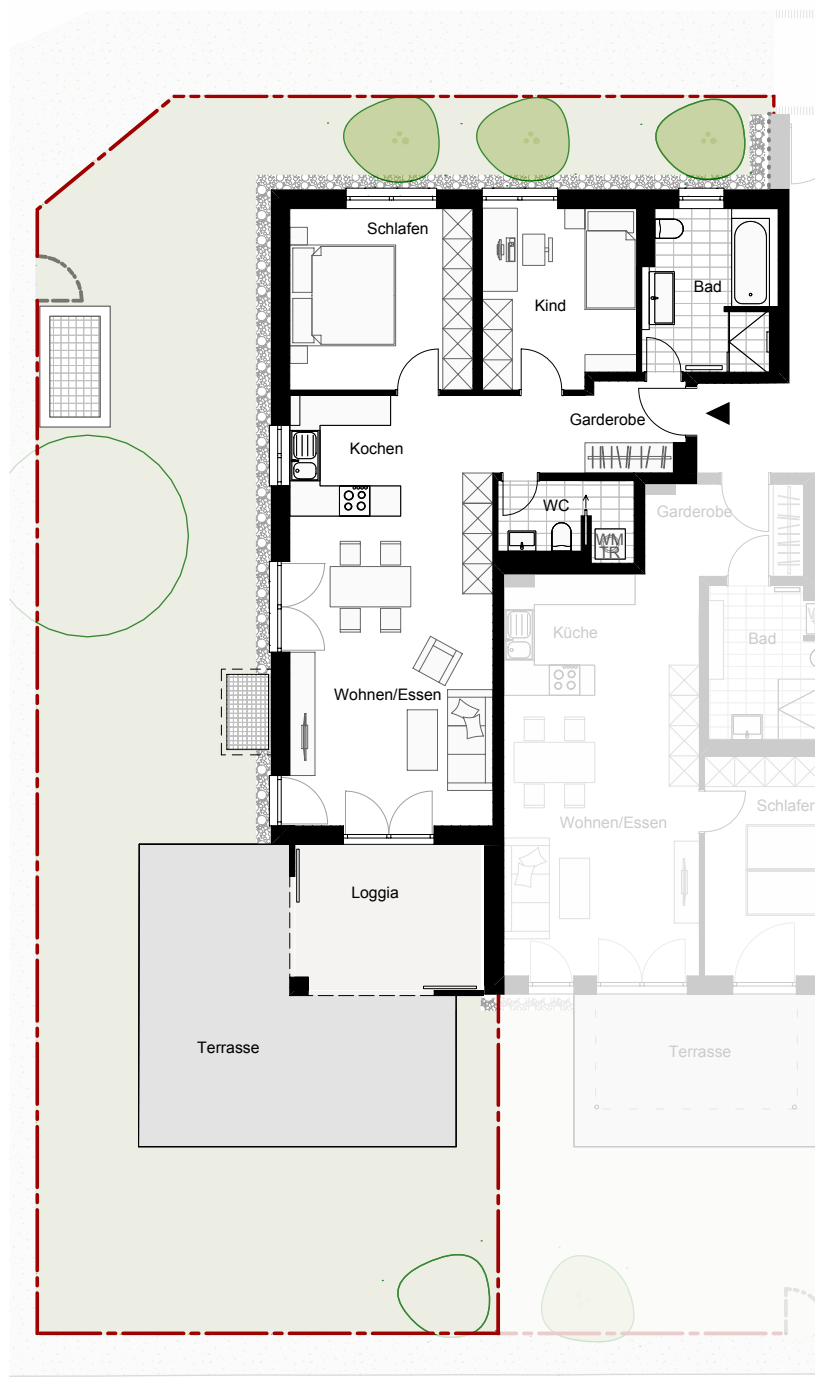 Schlafen
Kind
Bad
Garderobe
Kochen
WC
WM
TR
Garderobe
Küche
Bad
Wohnen/Essen
Schlafen
Wohnen/Essen
Loggia
Terrasse
Terrasse